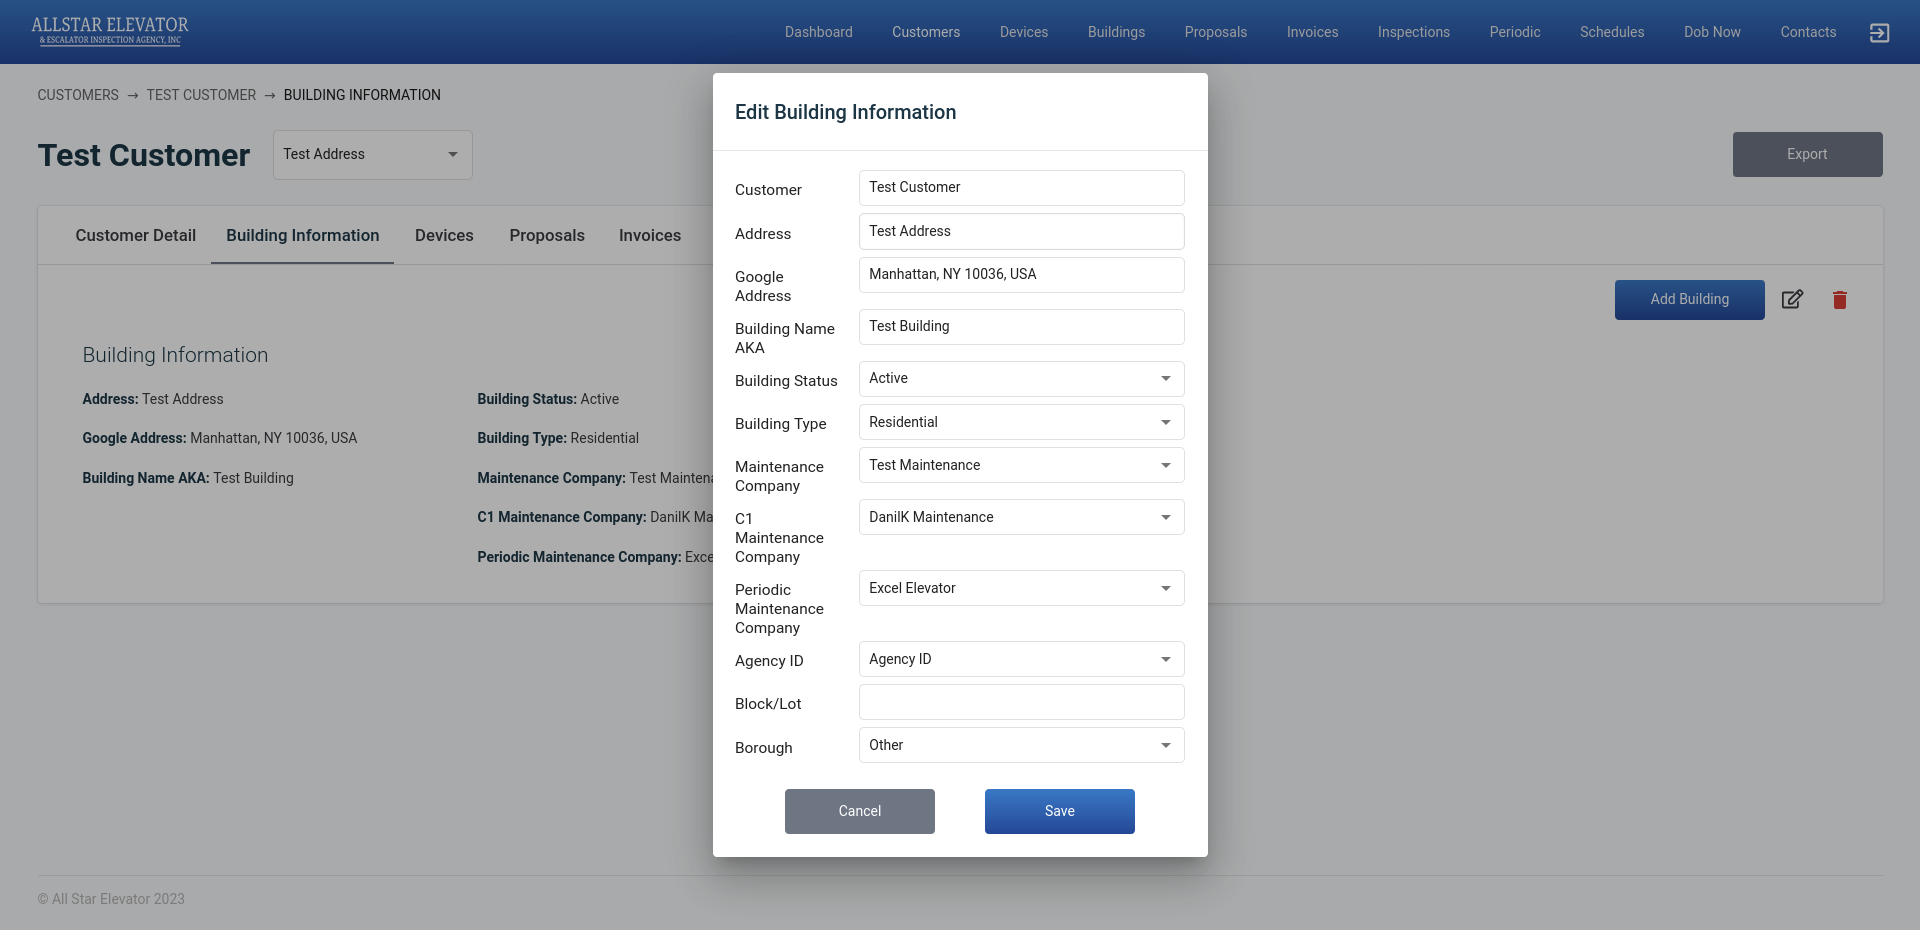 ALLSTAR ELEVATOR
& ESCALATOR INSPECTION AGENCY, INC
Dashboard Customers Devices Buildings Proposals Invoices Inspections Periodic Schedules Dob Now Contacts
CUSTOMERS → TEST CUSTOMER → BUILDING INFORMATION
Test Customer
Test Address
Export
Customer Detail Building Information Devices Proposals Invoices
Add Building
Building Information
Address: Test Address
Google Address: Manhattan, NY 10036, USA
Building Name AKA: Test Building
Building Status: Active
Building Type: Residential
Maintenance Company: Test Maintena
C1 Maintenance Company: DanilK Ma
Periodic Maintenance Company: Exce
Edit Building Information
Customer
Test Customer
Address
Test Address
Google
Address
Manhattan, NY 10036, USA
Building Name
AKA
Test Building
Building Status
Active
Building Type
Residential
Maintenance
Company
Test Maintenance
C1
Maintenance
Company
DanilK Maintenance
Periodic
Maintenance
Company
Excel Elevator
Agency ID
Agency ID
Block/Lot
Borough
Other
Cancel
Save
© All Star Elevator 2023